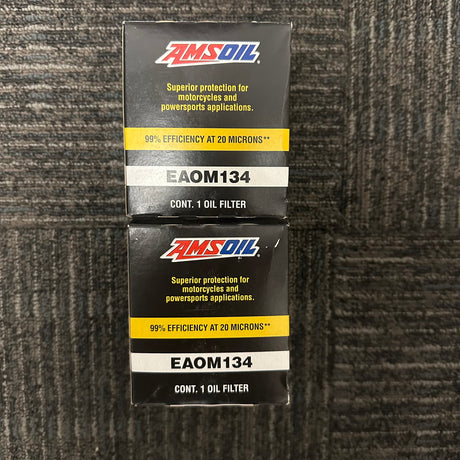 AMSOIL
Superior protection for
motorcycles and
powersports applications.
99% EFFICIENCY AT 20 MICRONS**
EAOM134
CONT. 1 OIL FILTER
AMSOIL
Superior protection for
motorcycles and
powersports applications.
99% EFFICIENCY AT 20 MICRONS**
EAOM134
CONT. 1 OIL FILTER